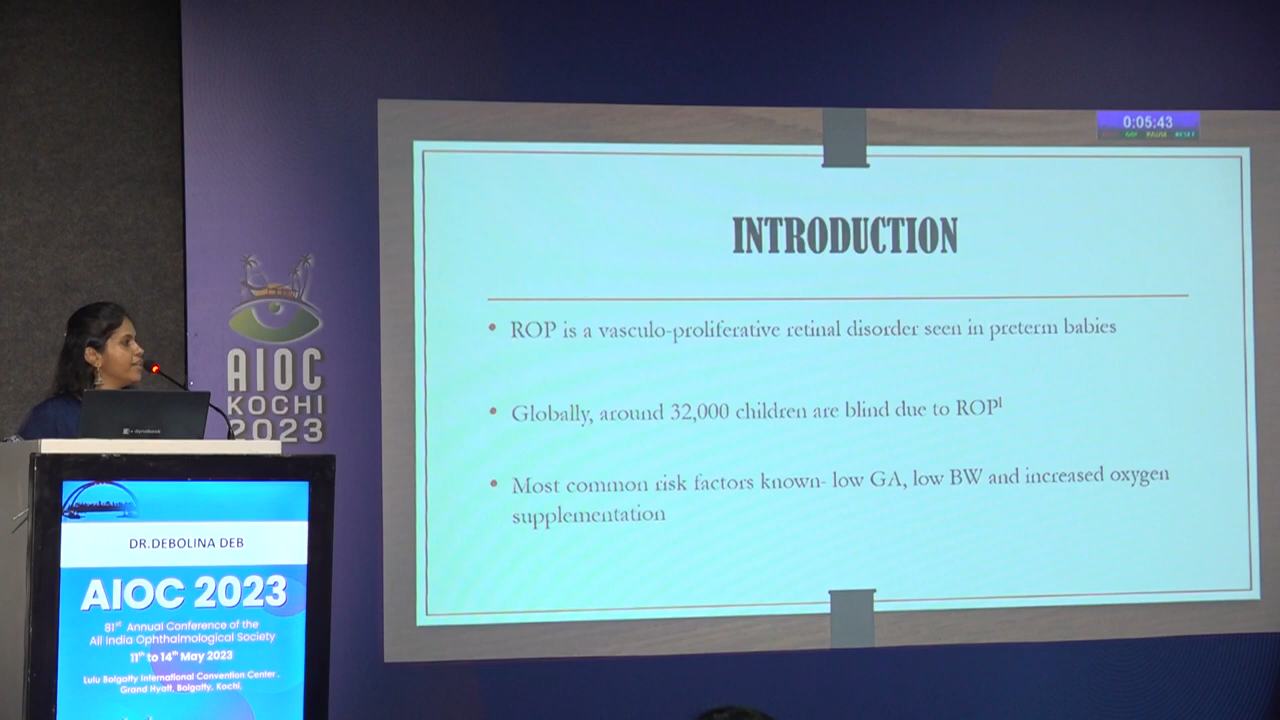 0:05:43
PAUSE RESET
INTRODUCTION
• ROP is a vasculo-proliferative retinal disorder seen in preterm babies
• Globally, around 32,000 children are blind due to ROP¹
• Most common risk factors known- low GA, low BW and increased oxygen
supplementation
AIOC
KOCHI
2023
dynabook
DR.DEBOLINA DEB
AIOC 2023
81st Annual Conference of the
All India Ophthalmological Society
11th to 14th May 2023
Lulu Bolgatty International Convention Center,
Grand Hyatt, Bolgatty, Kochi.